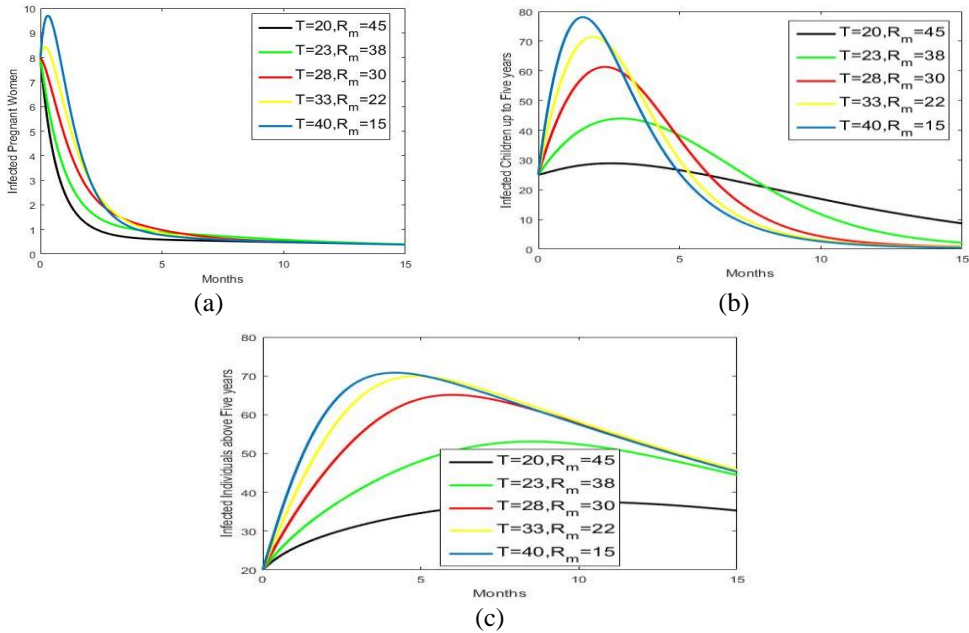 10
9
8
7
6
5
4
3
2
1
0
Infected Pregnant Women
T=20,R_m=45
T=23,R_m=38
T=28,R_m=30
T=33,R_m=22
T=40,R_m=15
0 5 10 15
Months
(a)
80
70
60
50
40
30
20
10
0
Infected Children up to Five years
T=20,R_m=45
T=23,R_m=38
T=28,R_m=30
T=33,R_m=22
T=40,R_m=15
0 5 10 15
Months
(b)
80
70
60
50
40
30
20
Infected Individuals above Five years
T=20,R_m=45
T=23,R_m=38
T=28,R_m=30
T=33,R_m=22
T=40,R_m=15
0 5 10 15
Months
(c)